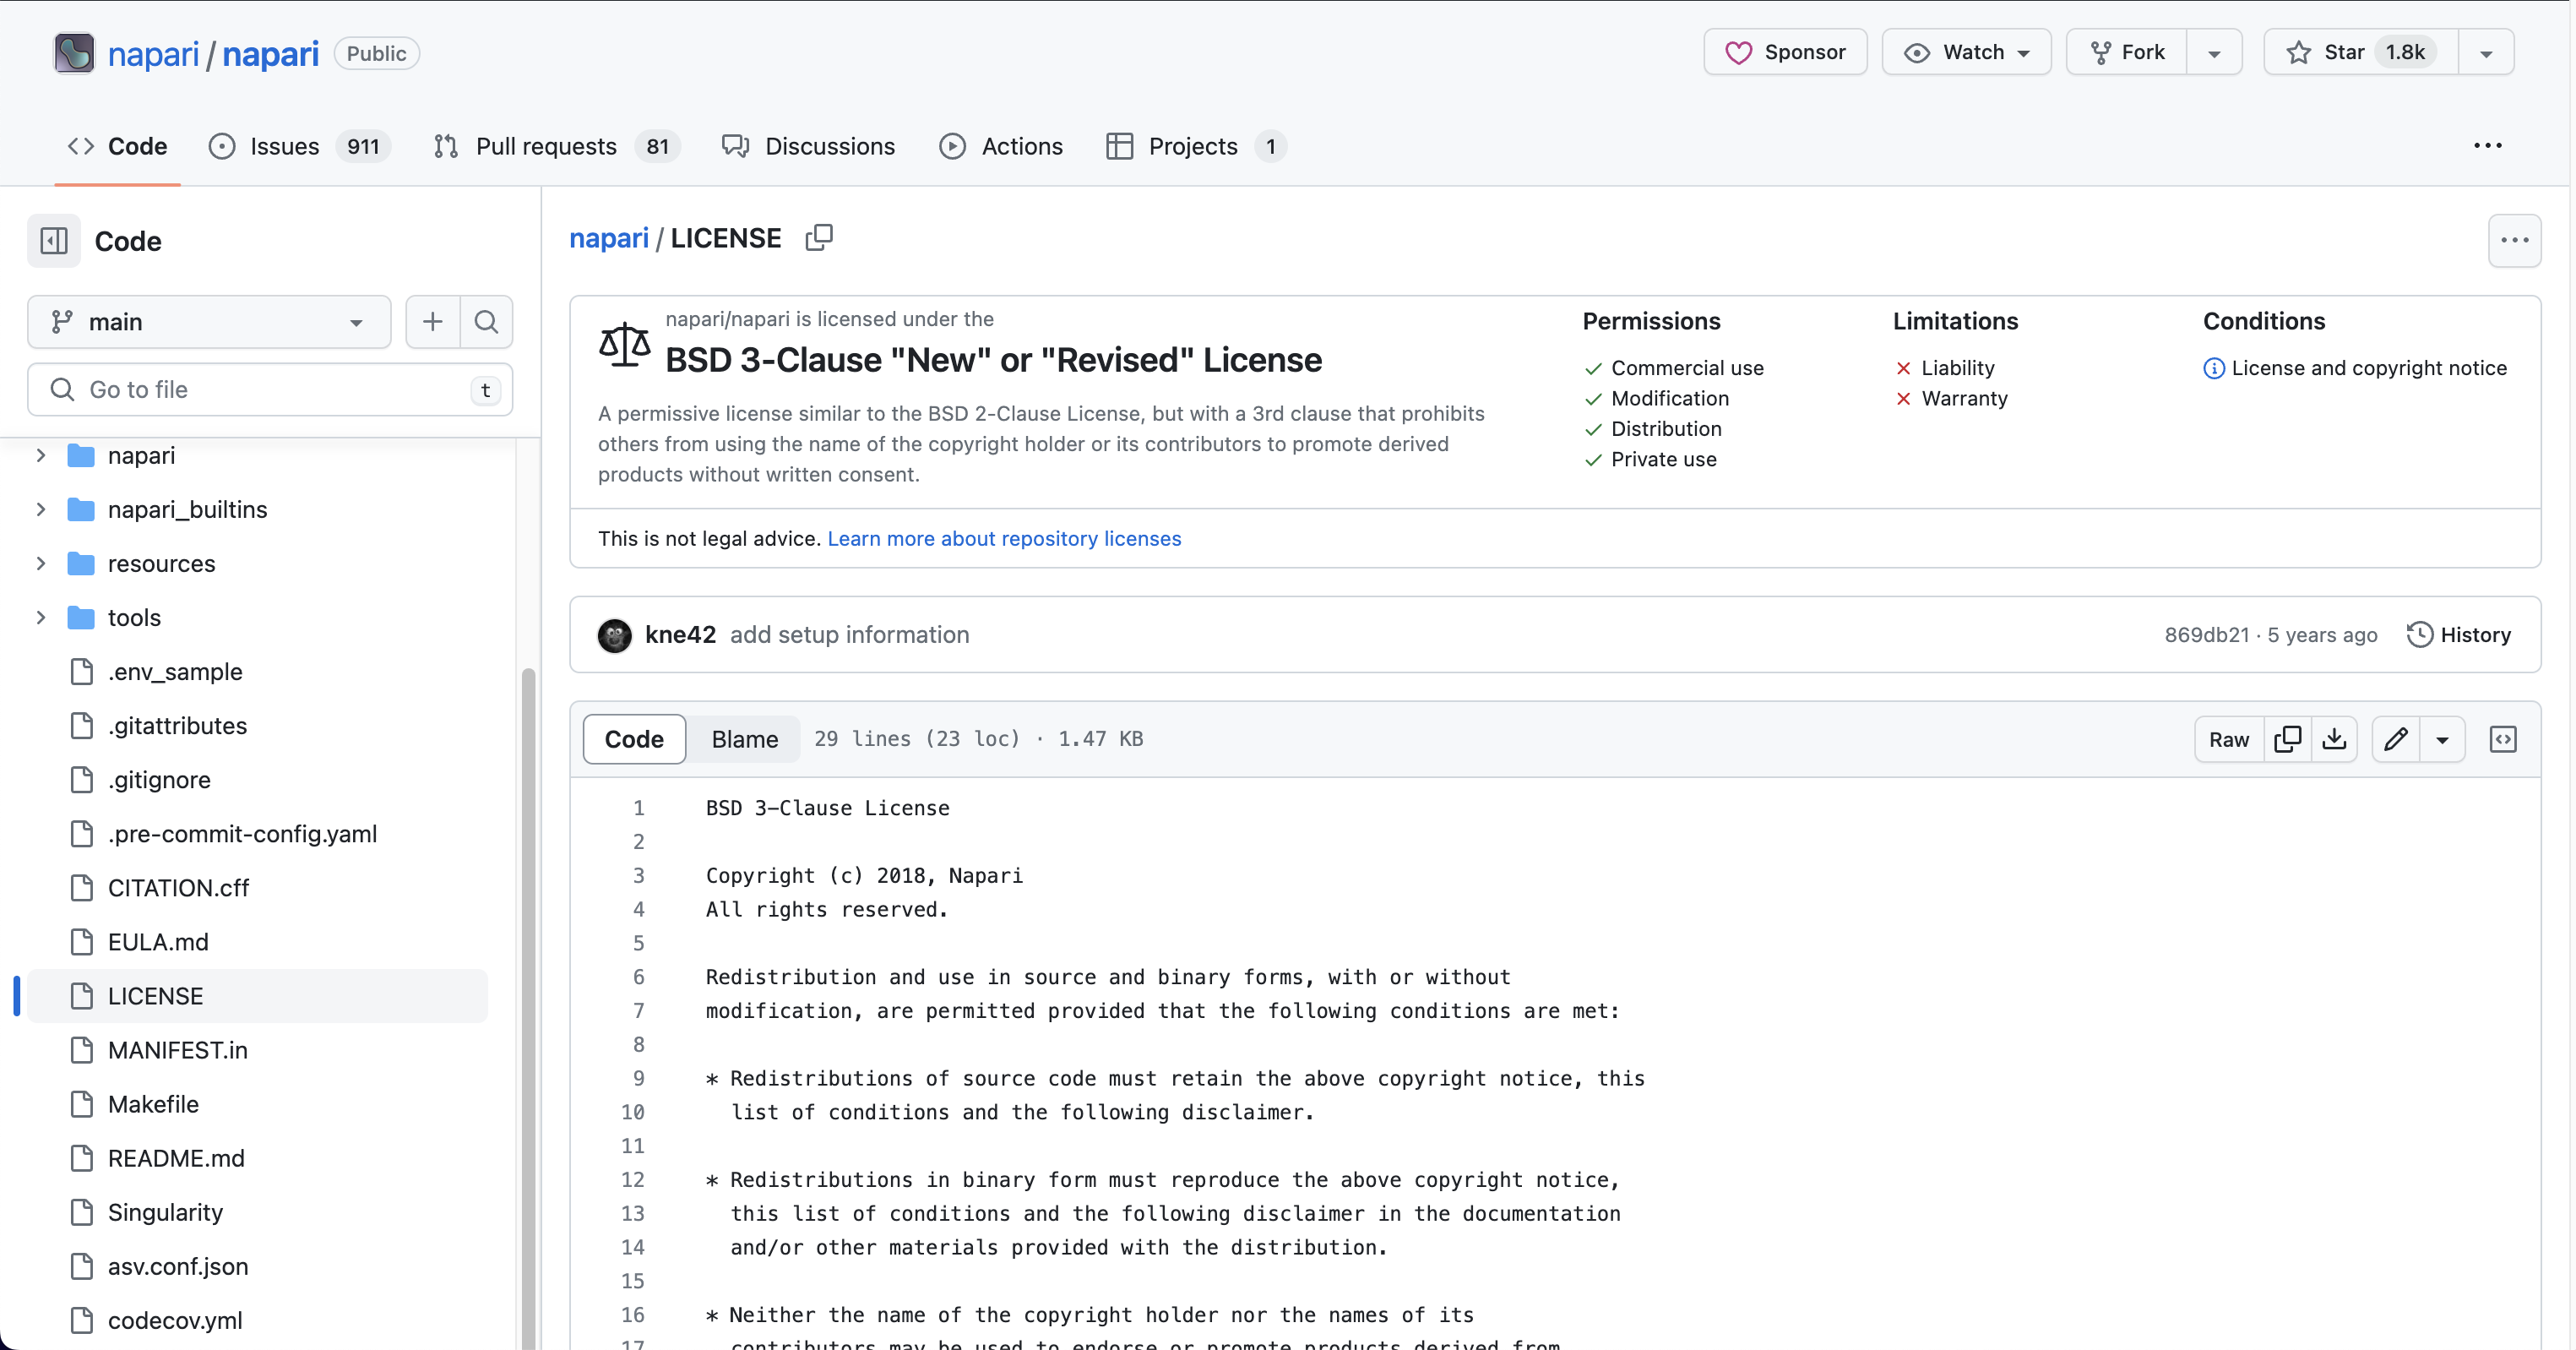 napari / napari Public
Sponsor Watch Fork Star 1.8k
Code Issues 911 Pull requests 81 Discussions Actions Projects 1
Code
main
Go to file t
napari
napari_builtins
resources
tools
.env_sample
.gitattributes
.gitignore
.pre-commit-config.yaml
CITATION.cff
EULA.md
LICENSE
MANIFEST.in
Makefile
README.md
Singularity
asv.conf.json
codecov.yml
napari / LICENSE
napari/napari is licensed under the
BSD 3-Clause "New" or "Revised" License
A permissive license similar to the BSD 2-Clause License, but with a 3rd clause that prohibits
others from using the name of the copyright holder or its contributors to promote derived
products without written consent.
Permissions
Commercial use
Modification
Distribution
Private use
Limitations
Liability
Warranty
Conditions
License and copyright notice
This is not legal advice. Learn more about repository licenses
kne42 add setup information
869db21 · 5 years ago History
Code Blame 29 lines (23 loc) · 1.47 KB
Raw
1 BSD 3-Clause License
2
3 Copyright (c) 2018, Napari
4 All rights reserved.
5
6 Redistribution and use in source and binary forms, with or without
7 modification, are permitted provided that the following conditions are met:
8
9 * Redistributions of source code must retain the above copyright notice, this
10 list of conditions and the following disclaimer.
11
12 * Redistributions in binary form must reproduce the above copyright notice,
13 this list of conditions and the following disclaimer in the documentation
14 and/or other materials provided with the distribution.
15
16 * Neither the name of the copyright holder nor the names of its
17 contributors may be used to endorse or promote products derived from